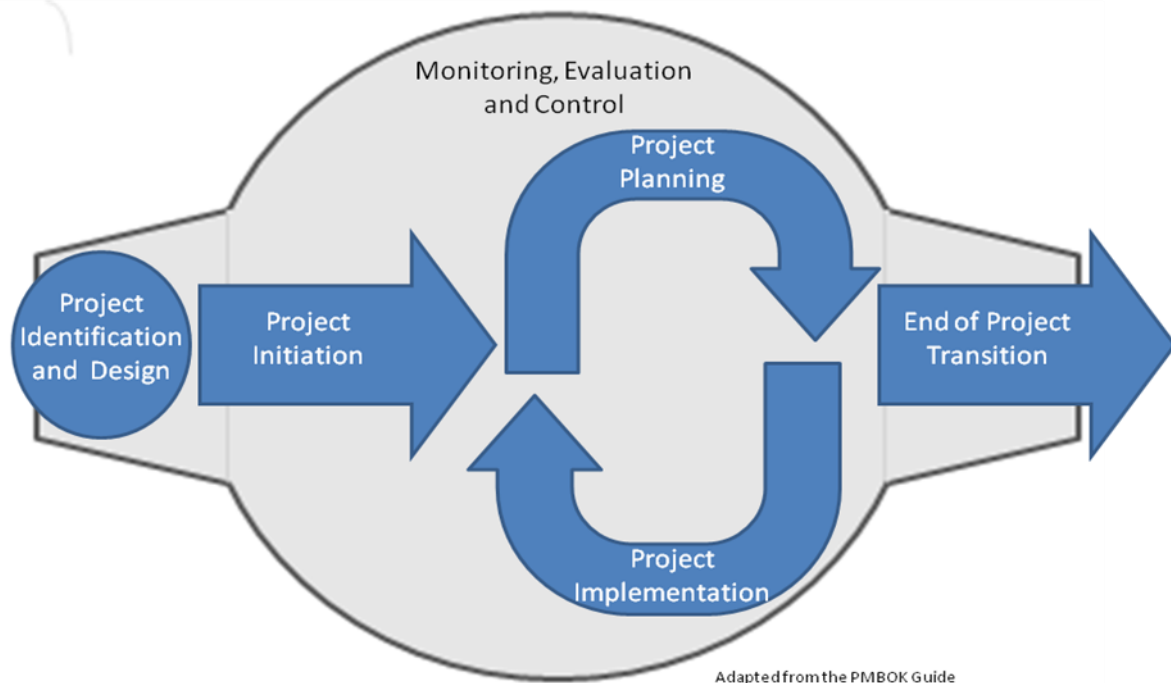 Monitoring, Evaluation
and Control
Project
Planning
Project
Identification
and Design
Project
Initiation
End of Project
Transition
Project
Implementation
Adapted from the PMBOK Guide